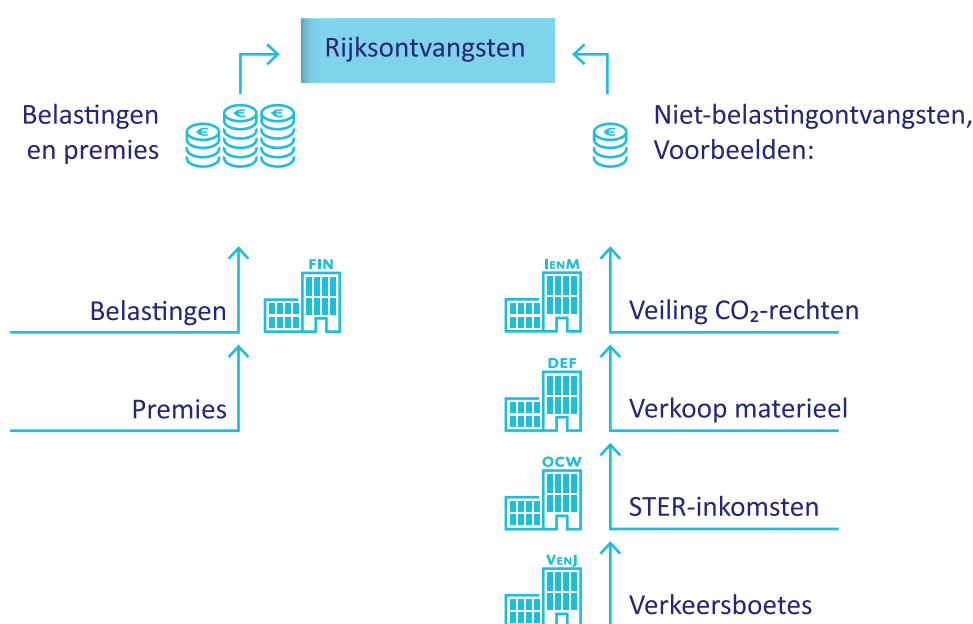 Rijksontvangsten
Belastingen
en premies
Niet-belastingontvangsten,
Voorbeelden:
FIN
Belastingen
Premies
IENM
Veiling CO₂-rechten
DEF
Verkoop materieel
OCW
STER-inkomsten
VENJ
Verkeersboetes